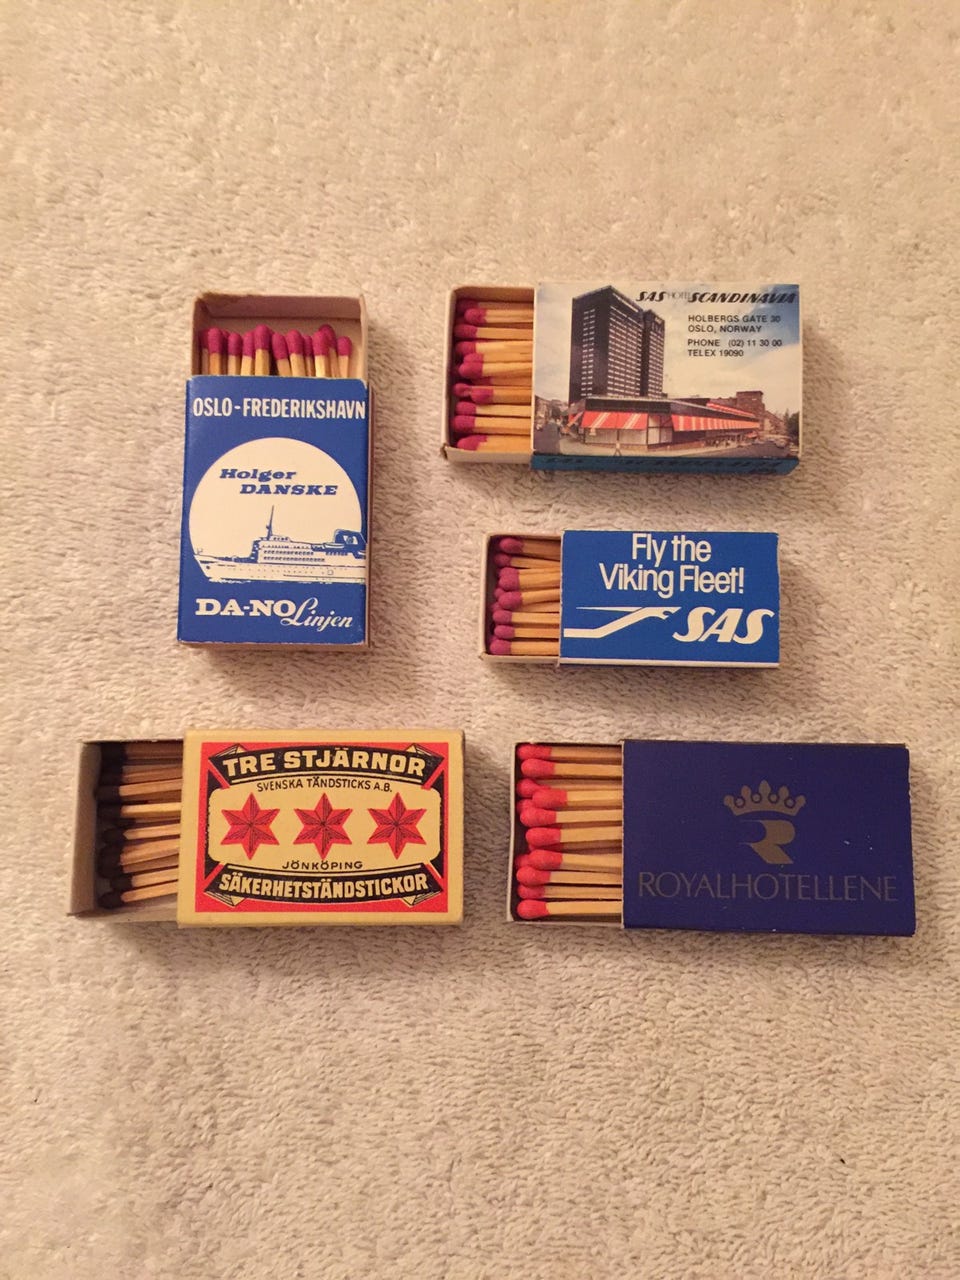 OSLO - FREDERIKSHAVN
Holger
DANSKE
DA-NO Linjen
SAS HOTEL SCANDINAVIA
HOLBERGS GATE 30
OSLO, NORWAY
PHONE (02) 11 30 00
TELEX 19090
Fly the
Viking Fleet!
SAS
TRE STJÄRNOR
SVENSKA TÄNDSTICKS A.B.
JÖNKÖPING
SÄKERHETSTÄNDSTICKOR
R
ROYALHOTELLENE